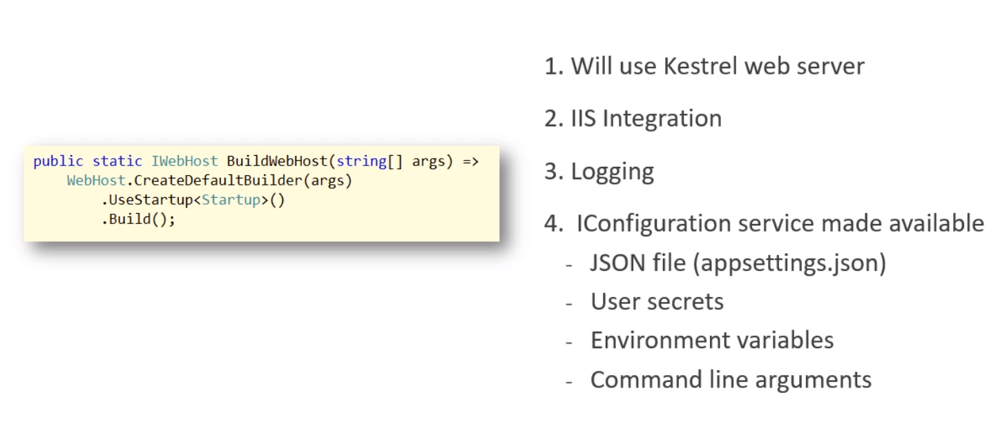 public static IWebHost BuildWebHost(string[] args) =>
WebHost.CreateDefaultBuilder(args)
.UseStartup<Startup>()
.Build();
1. Will use Kestrel web server
2. IIS Integration
3. Logging
4. IConfiguration service made available
- JSON file (appsettings.json)
- User secrets
- Environment variables
- Command line arguments